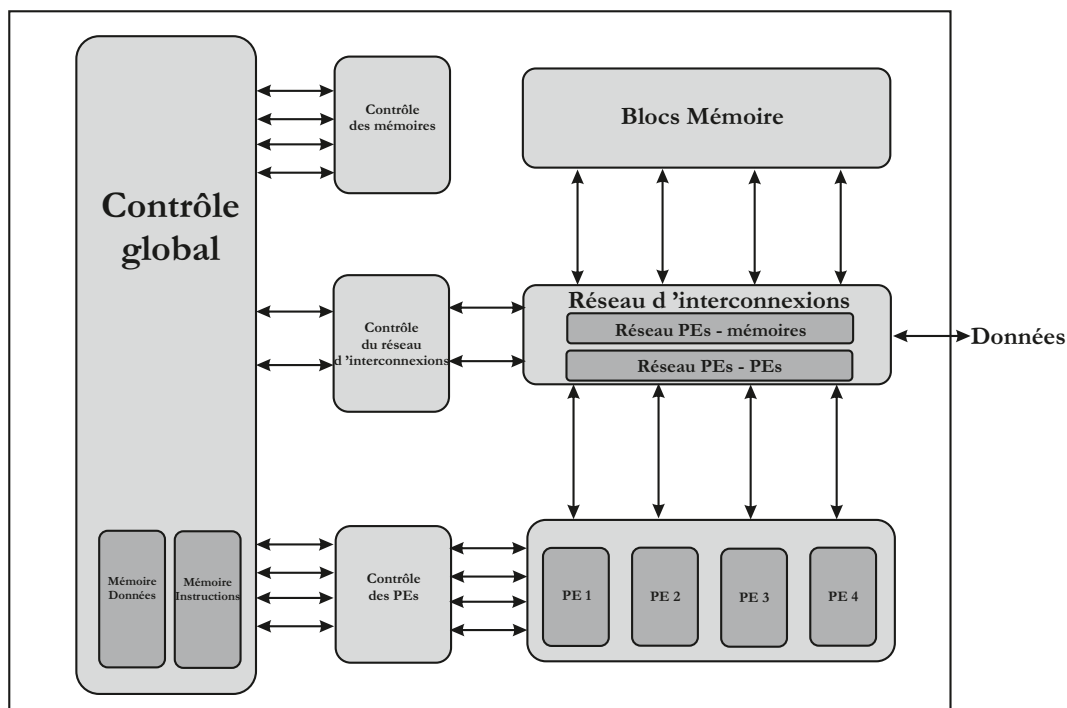 Contrôle
global
Mémoire
Données
Mémoire
Instructions
Contrôle
des mémoires
Contrôle
du réseau
d 'interconnexions
Contrôle
des PEs
Blocs Mémoire
Réseau d 'interconnexions
Réseau PEs - mémoires
Réseau PEs - PEs
Données
PE 1
PE 2
PE 3
PE 4